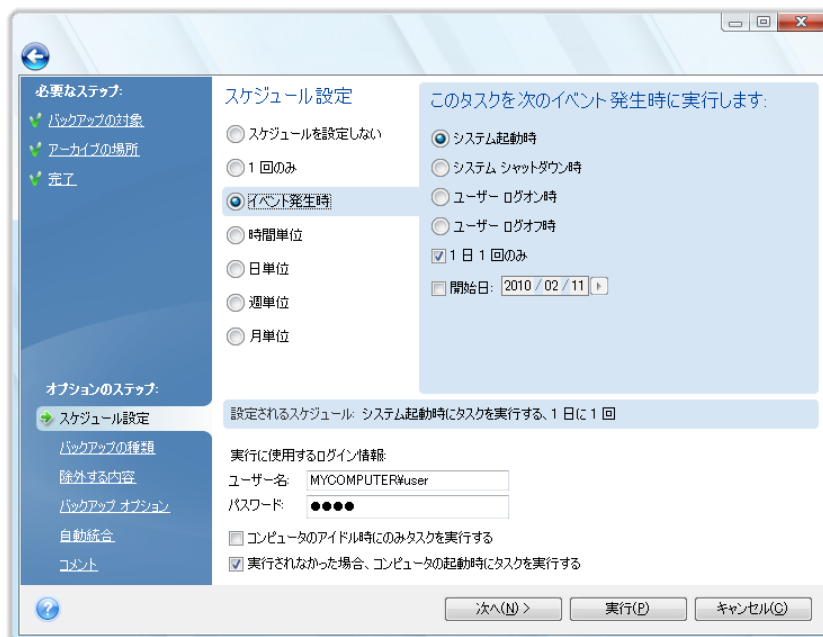 必要なステップ:
バックアップの対象
アーカイブの場所
完了
オプションのステップ:
スケジュール設定
バックアップの種類
除外する内容
バックアップ オプション
自動統合
コメント
スケジュール設定
スケジュールを設定しない
1 回のみ
イベント発生時
時間単位
日単位
週単位
月単位
このタスクを次のイベント発生時に実行します:
システム起動時
システム シャットダウン時
ユーザー ログオン時
ユーザー ログオフ時
1 日 1 回のみ
開始日: 2010 / 02 / 11
設定されるスケジュール: システム起動時にタスクを実行する、1 日に 1 回
実行に使用するログイン情報:
ユーザー名: MYCOMPUTER¥user
パスワード: ●●●●
コンピュータのアイドル時にのみタスクを実行する
実行されなかった場合、コンピュータの起動時にタスクを実行する
次へ(N) >
実行(P)
キャンセル(C)